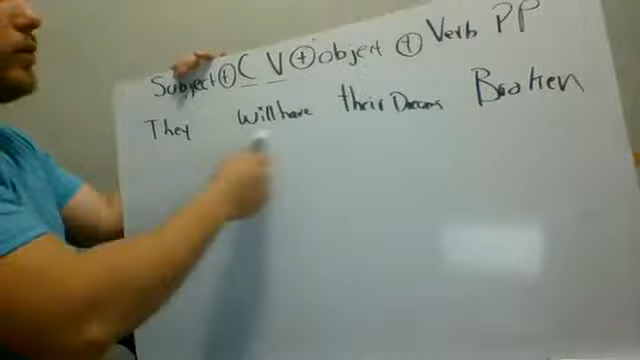 Subject ⊕ C V ⊕ object ⊕ Verb PP
They will have their Dreams Broken